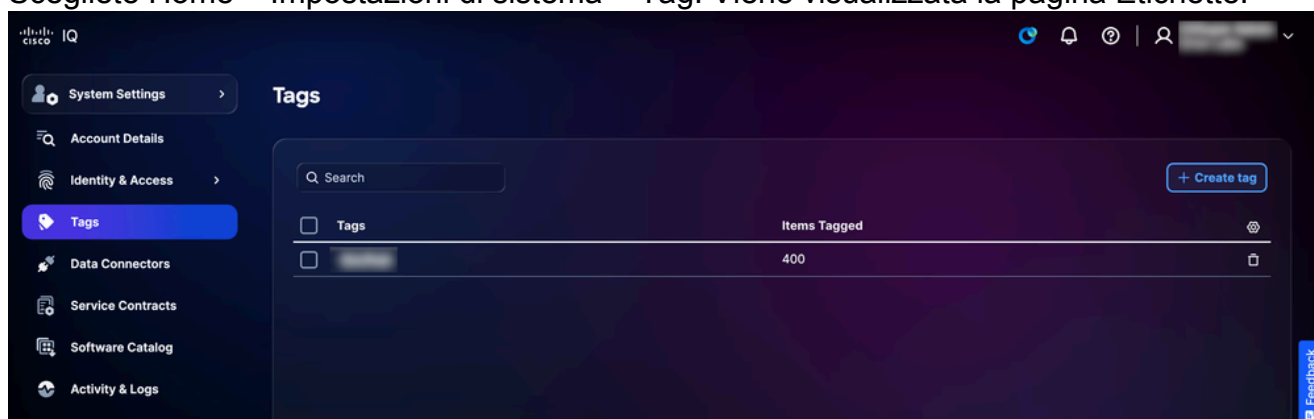 Scegliete Home > Impostazioni di sistema > Tag. Viene visualizzata la pagina Etichette.
CISCO IQ
System Settings
Tags
Account Details
Identity & Access
Search
+ Create tag
Tags
Tags
Items Tagged
400
Data Connectors
Service Contracts
Software Catalog
Activity & Logs
Feedback